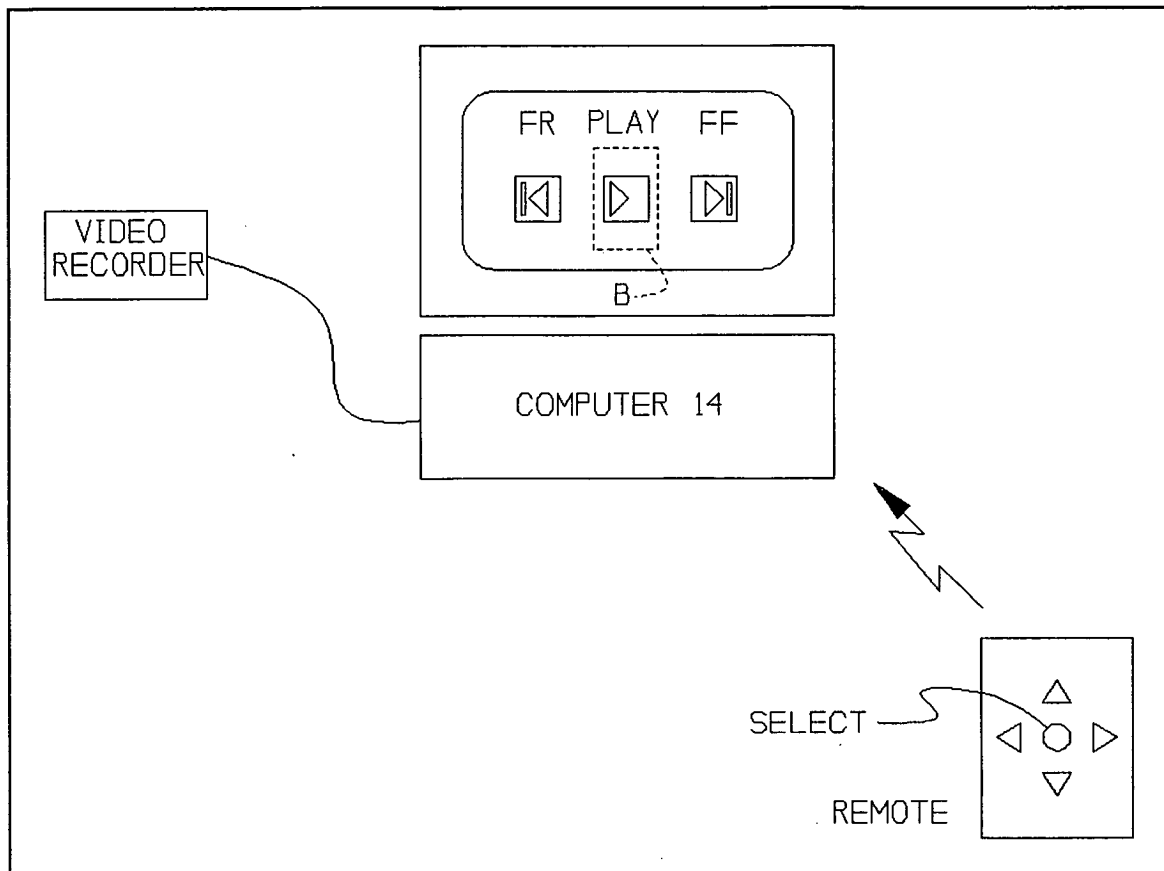 FR PLAY FF
VIDEO
RECORDER
B
COMPUTER 14
SELECT
REMOTE